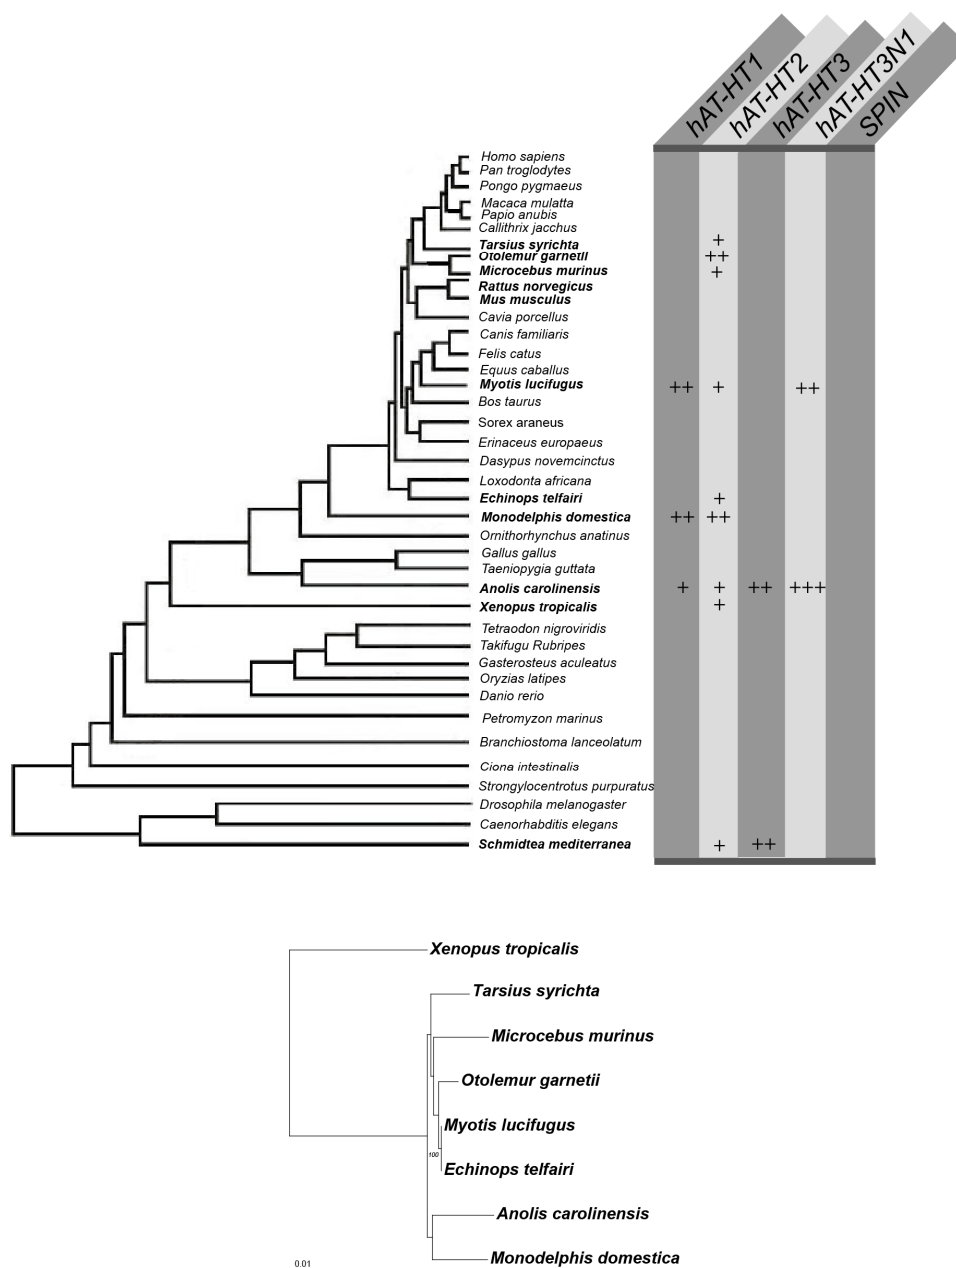 hAT-HT1
hAT-HT2
hAT-HT3
hAT-HT3N1
SPIN
Homo sapiens
Pan troglodytes
Pongo pygmaeus
Macaca mulatta
Papio anubis
Callithrix jacchus
Tarsius syrichta +
Otolemur garnetii ++
Microcebus murinus +
Rattus norvegicus
Mus musculus
Cavia porcellus
Canis familiaris
Felis catus
Equus caballus
Myotis lucifugus ++ + ++
Bos taurus
Sorex araneus
Erinaceus europaeus
Dasypus novemcinctus
Loxodonta africana
Echinops telfairi +
Monodelphis domestica ++ ++
Ornithorhynchus anatinus
Gallus gallus
Taeniopygia guttata
Anolis carolinensis + + ++ +++
Xenopus tropicalis +
Tetraodon nigroviridis
Takifugu Rubripes
Gasterosteus aculeatus
Oryzias latipes
Danio rerio
Petromyzon marinus
Branchiostoma lanceolatum
Ciona intestinalis
Strongylocentrotus purpuratus
Drosophila melanogaster
Caenorhabditis elegans
Schmidtea mediterranea + ++
Xenopus tropicalis
Tarsius syrichta
Microcebus murinus
Otolemur garnetii
Myotis lucifugus
100
Echinops telfairi
Anolis carolinensis
Monodelphis domestica
0.01